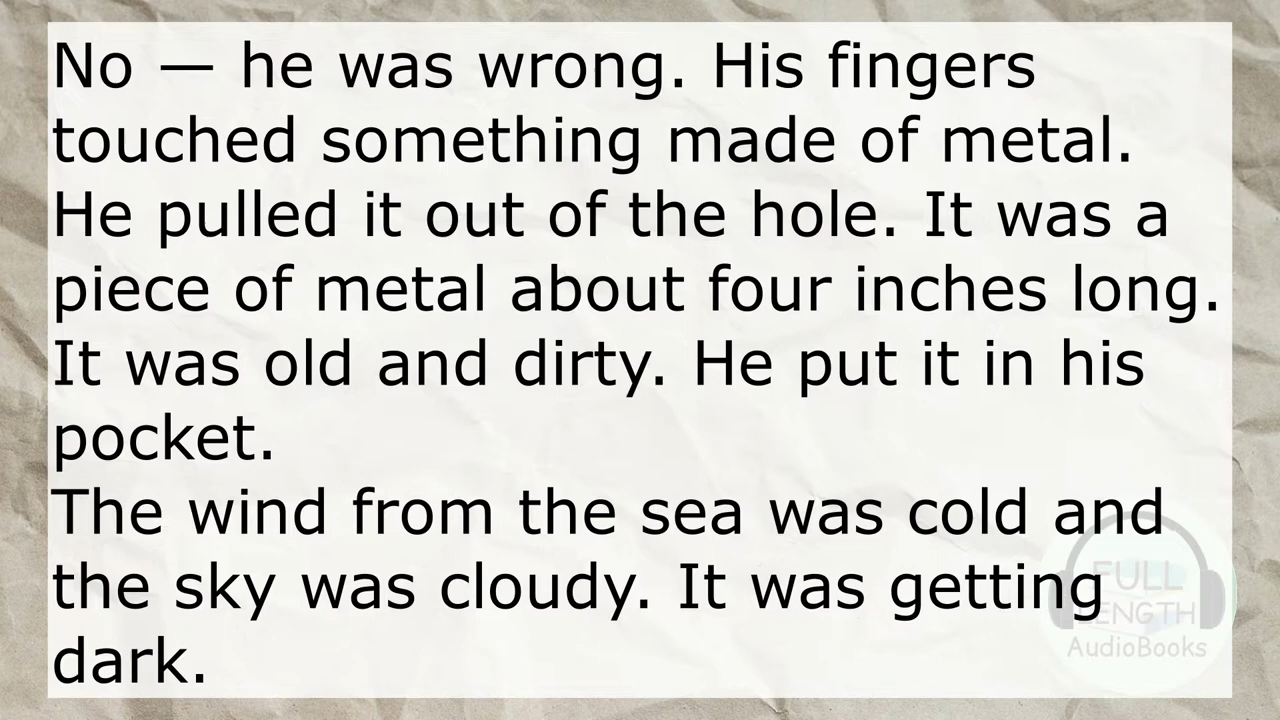 No — he was wrong. His fingers
touched something made of metal.
He pulled it out of the hole. It was a
piece of metal about four inches long.
It was old and dirty. He put it in his
pocket.
The wind from the sea was cold and
the sky was cloudy. It was getting
dark.
FULL
LENGTH
AudioBooks